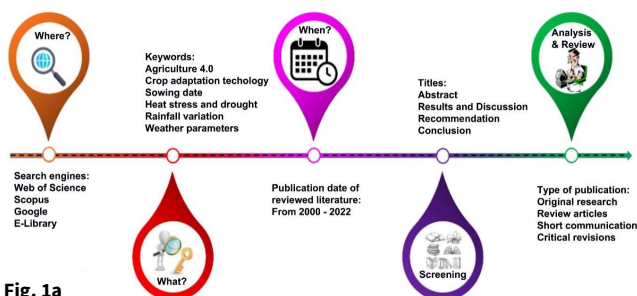 Where?
Keywords:
Agriculture 4.0
Crop adaptation techology
Sowing date
Heat stress and drought
Rainfall variation
Weather parameters
When?
Titles:
Abstract
Results and Discussion
Recommendation
Conclusion
Analysis
& Review
Search engines:
Web of Science
Scopus
Google
E-Library
What?
Publication date of
reviewed literature:
From 2000 - 2022
Screening
Type of publication:
Original research
Review articles
Short communication
Critical revisions
Fig. 1a